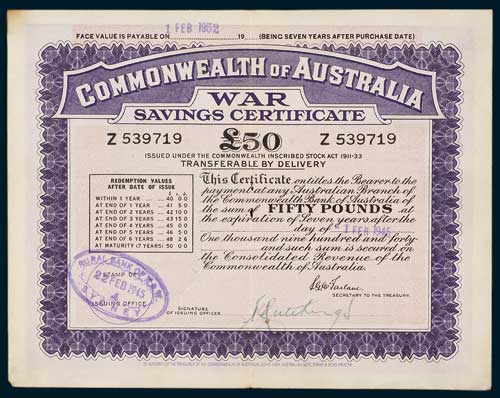 FACE VALUE IS PAYABLE ON 1 FEB 1952 19 ... (BEING SEVEN YEARS AFTER PURCHASE DATE)
COMMONWEALTH OF AUSTRALIA
WAR
SAVINGS CERTIFICATE
Z 539719 £50 Z 539719
ISSUED UNDER THE COMMONWEALTH INSCRIBED STOCK ACT 1911-33
TRANSFERABLE BY DELIVERY
REDEMPTION VALUES
AFTER DATE OF ISSUE
£ s. d.
WITHIN 1 YEAR ... 40 0 0
AT END OF 1 YEAR ... 41 5 0
AT END OF 2 YEARS ... 42 10 0
AT END OF 3 YEARS ... 43 15 0
AT END OF 4 YEARS ... 45 0 0
AT END OF 5 YEARS ... 46 5 0
AT END OF 6 YEARS ... 48 2 6
AT MATURITY (7 YEARS) 50 0 0
This Certificate entitles the Bearer to the
payment at any Australian Branch of
the Commonwealth Bank of Australia of
the sum of FIFTY POUNDS at
the expiration of Seven years after the
day of 1 FEB 1945
One thousand nine hundred and forty-
and such sum is secured on
the Consolidated Revenue of the
Commonwealth of Australia.
SECRETARY TO THE TREASURY.
RURAL BANK OF N.S.W.
STAMP OF
22 FEB 1945
ISSUING OFFICE
SYDNEY
SIGNATURE
OF ISSUING OFFICER